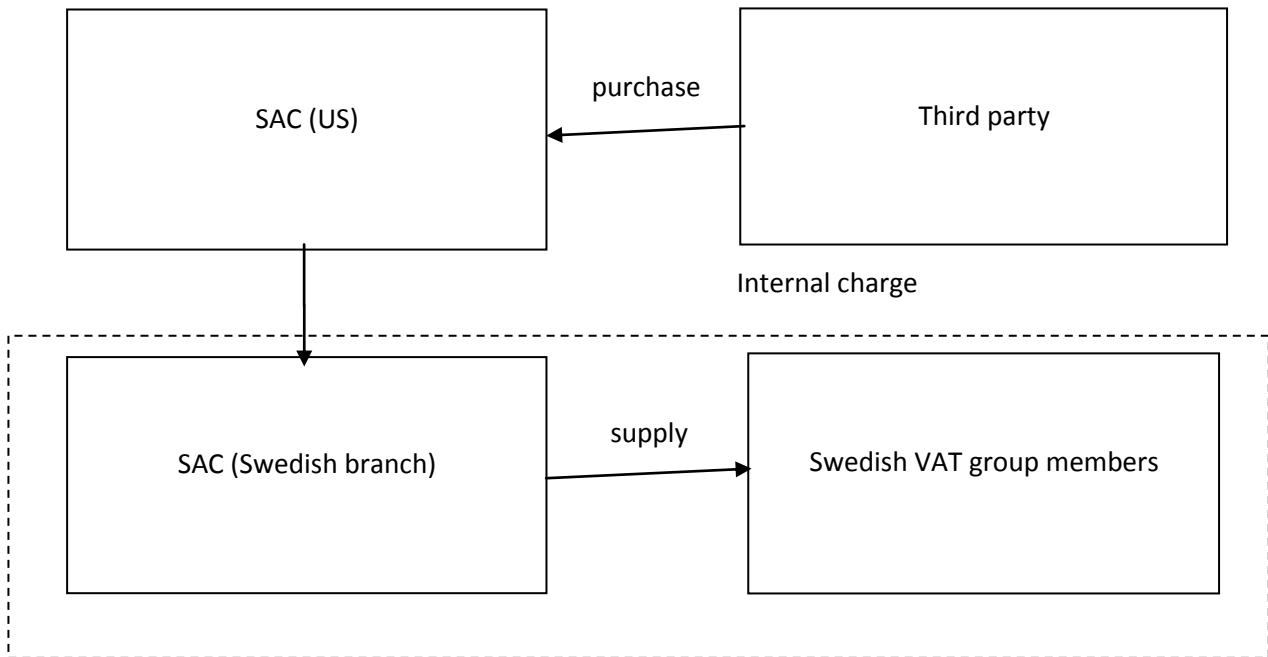 SAC (US)
purchase
Third party
Internal charge
SAC (Swedish branch)
supply
Swedish VAT group members